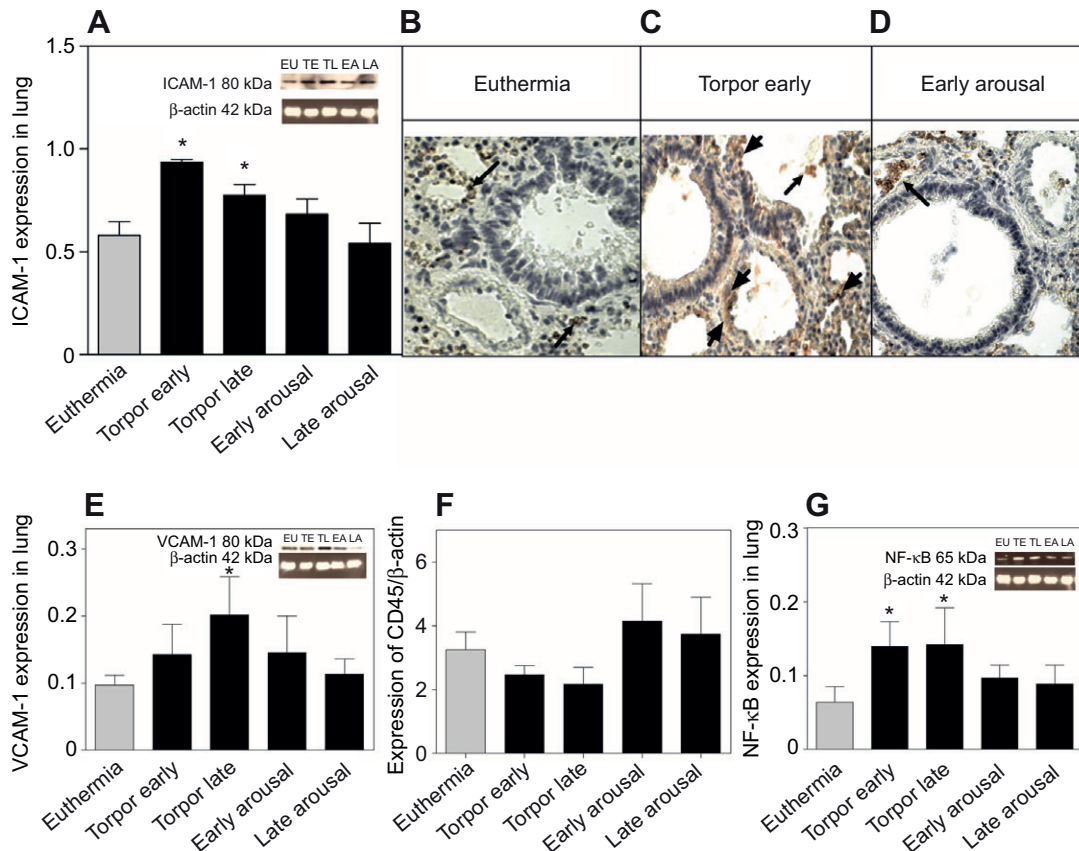 A
B
C
D
Euthermia
Torpor early
Early arousal
ICAM-1 expression in lung
1.5
1.0
0.5
0
EU TE TL EA LA
ICAM-1 80 kDa
β-actin 42 kDa
*
*
Euthermia
Torpor early
Torpor late
Early arousal
Late arousal
E
VCAM-1 expression in lung
0.3
0.2
0.1
0
EU TE TL EA LA
VCAM-1 80 kDa
β-actin 42 kDa
*
Euthermia
Torpor early
Torpor late
Early arousal
Late arousal
F
Expression of CD45/β-actin
6
4
2
0
Euthermia
Torpor early
Torpor late
Early arousal
Late arousal
G
NF-κB expression in lung
0.3
0.2
0.1
0
EU TE TL EA LA
NF-κB 65 kDa
β-actin 42 kDa
*
*
Euthermia
Torpor early
Torpor late
Early arousal
Late arousal